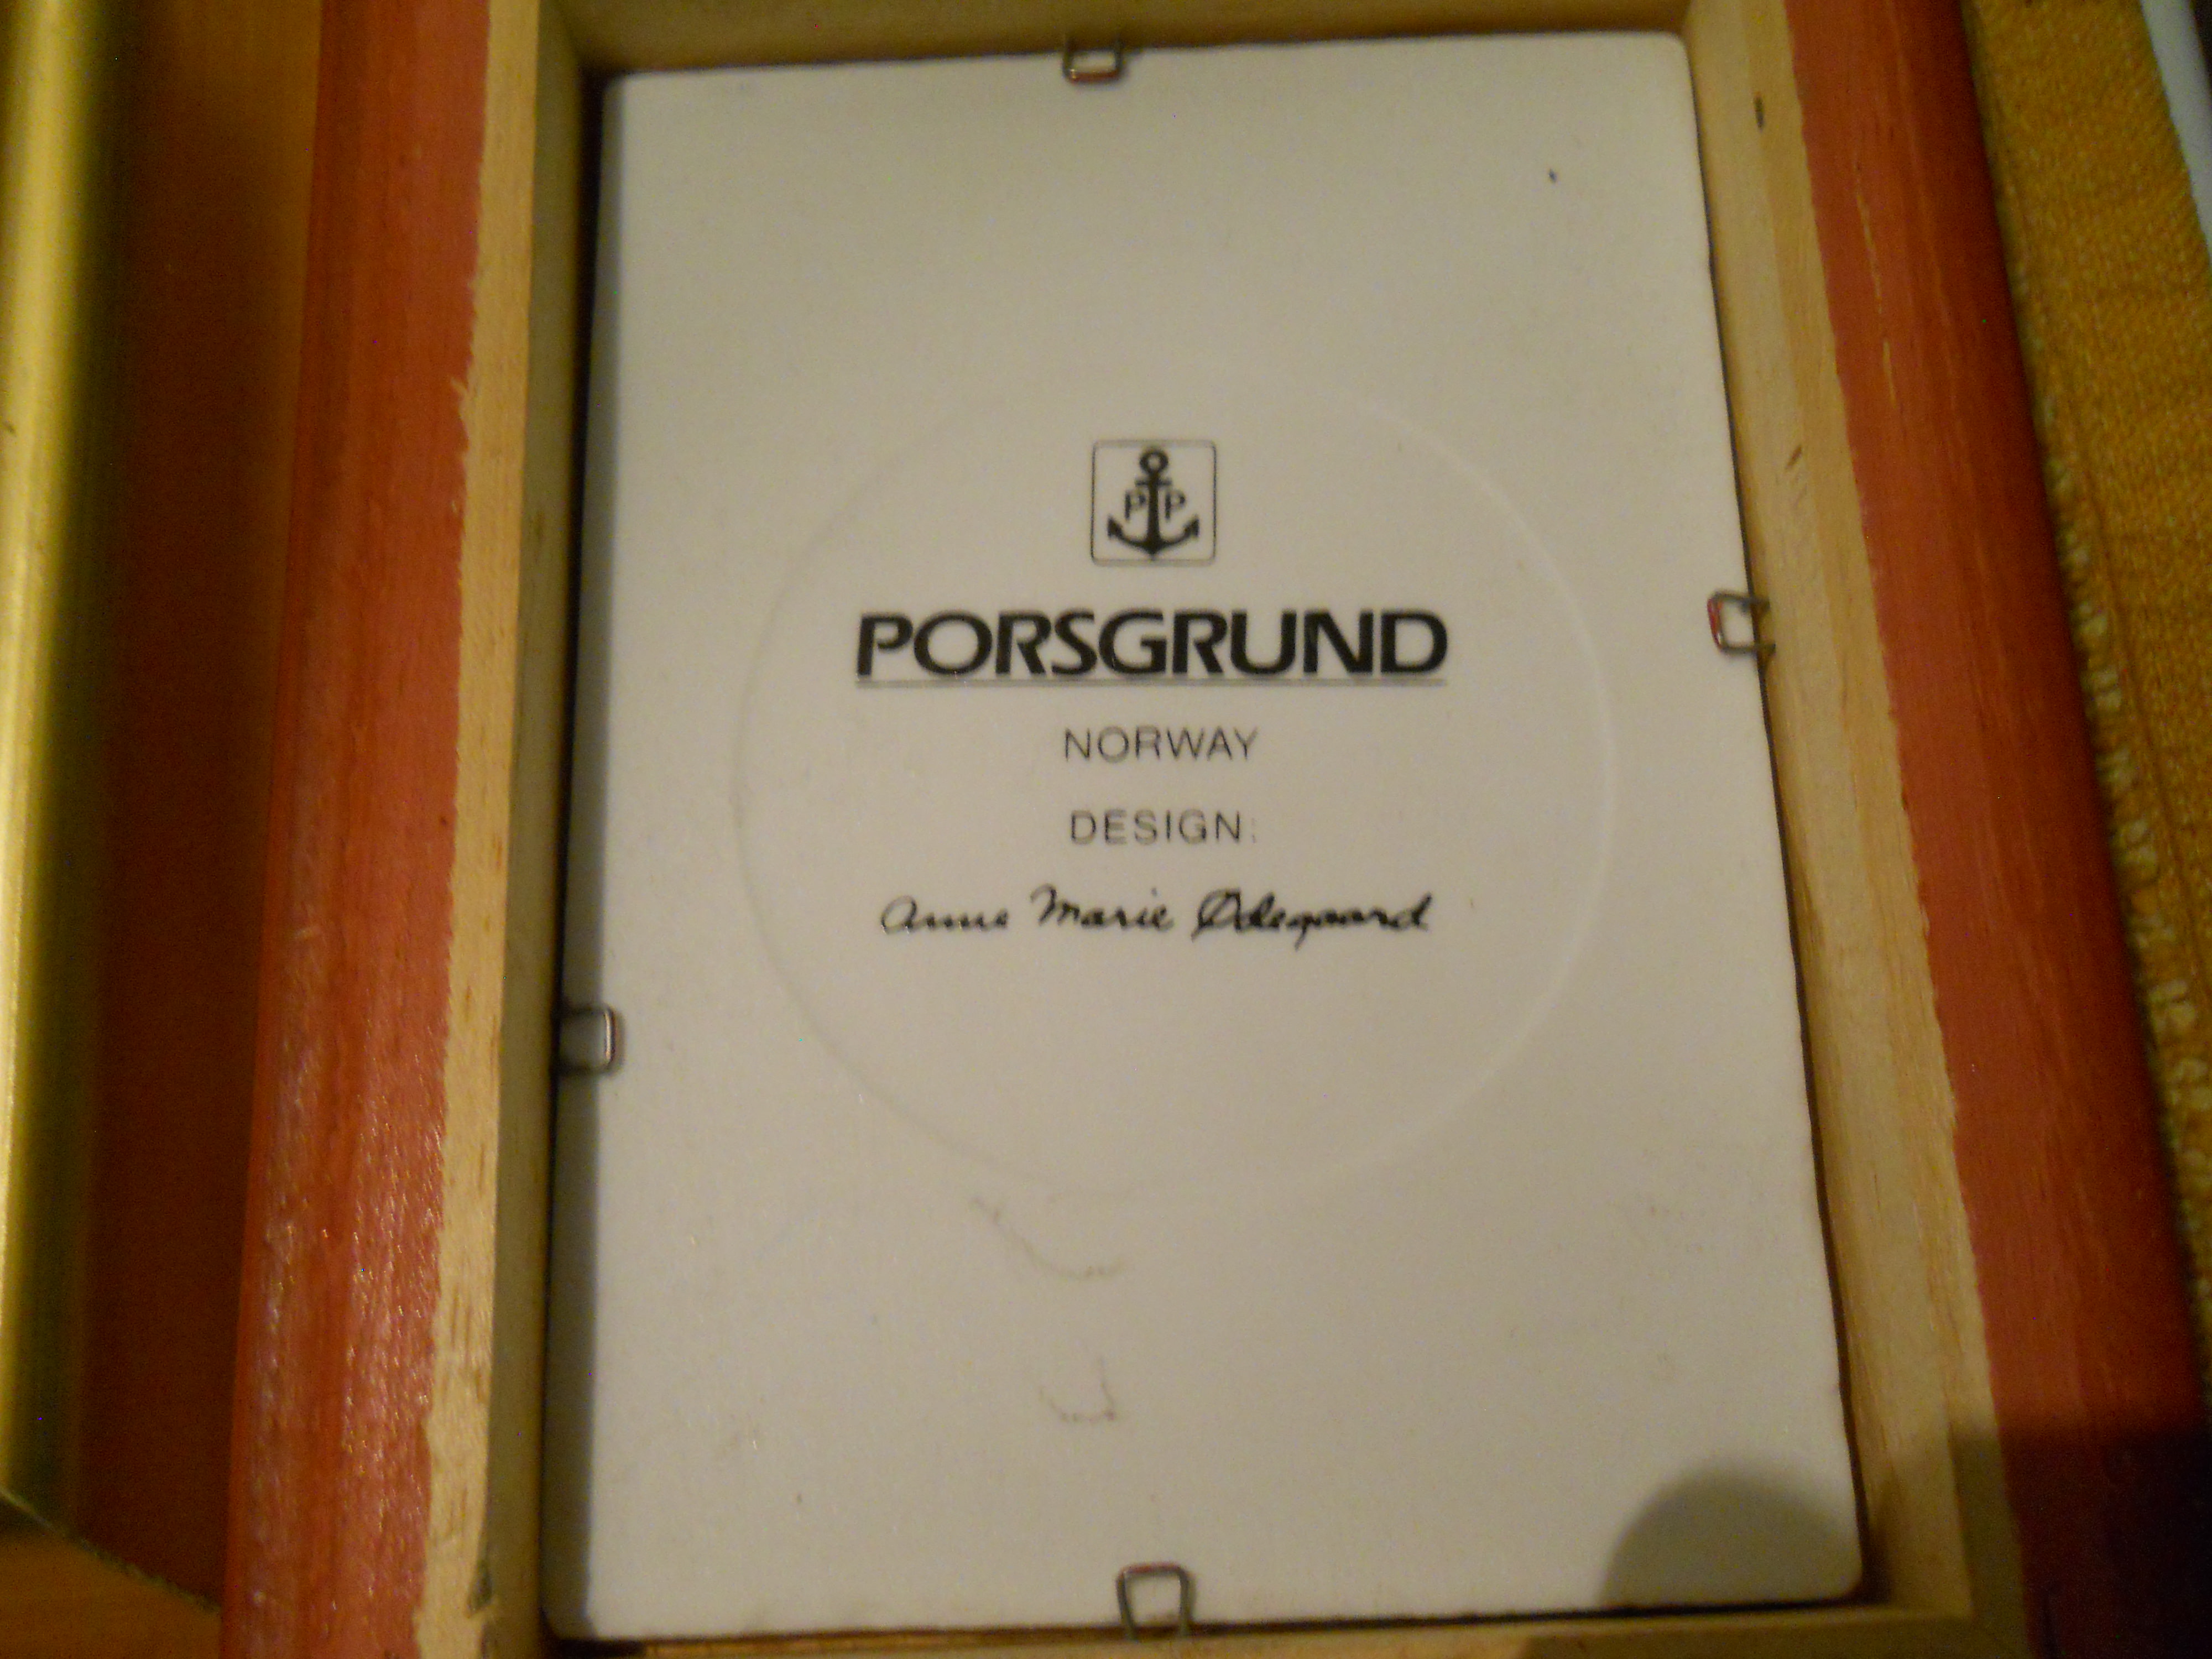 P P
PORSGRUND
NORWAY
DESIGN:
Anne Marie Ødegaard